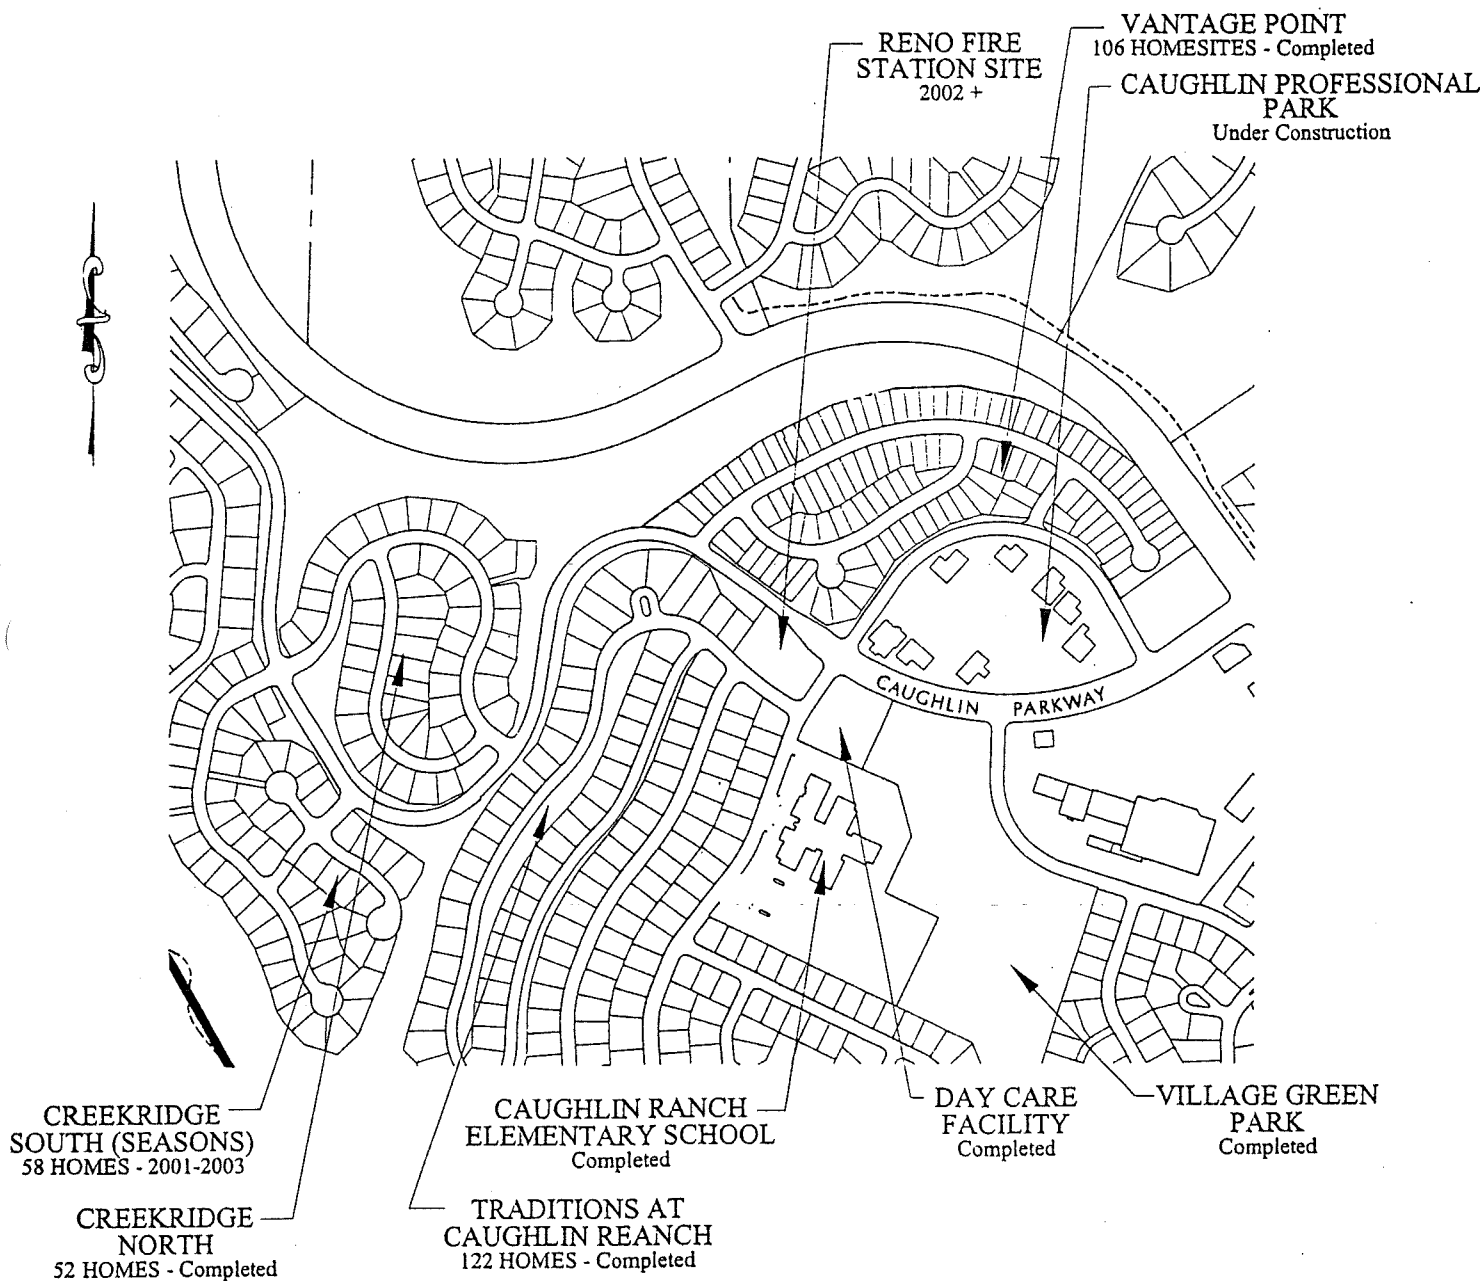 RENO FIRE
STATION SITE
2002 +
VANTAGE POINT
106 HOMESITES - Completed
CAUGHLIN PROFESSIONAL
PARK
Under Construction
CAUGHLIN PARKWAY
CREEKRIDGE
SOUTH (SEASONS)
58 HOMES - 2001-2003
CREEKRIDGE
NORTH
52 HOMES - Completed
CAUGHLIN RANCH
ELEMENTARY SCHOOL
Completed
TRADITIONS AT
CAUGHLIN REANCH
122 HOMES - Completed
DAY CARE
FACILITY
Completed
VILLAGE GREEN
PARK
Completed